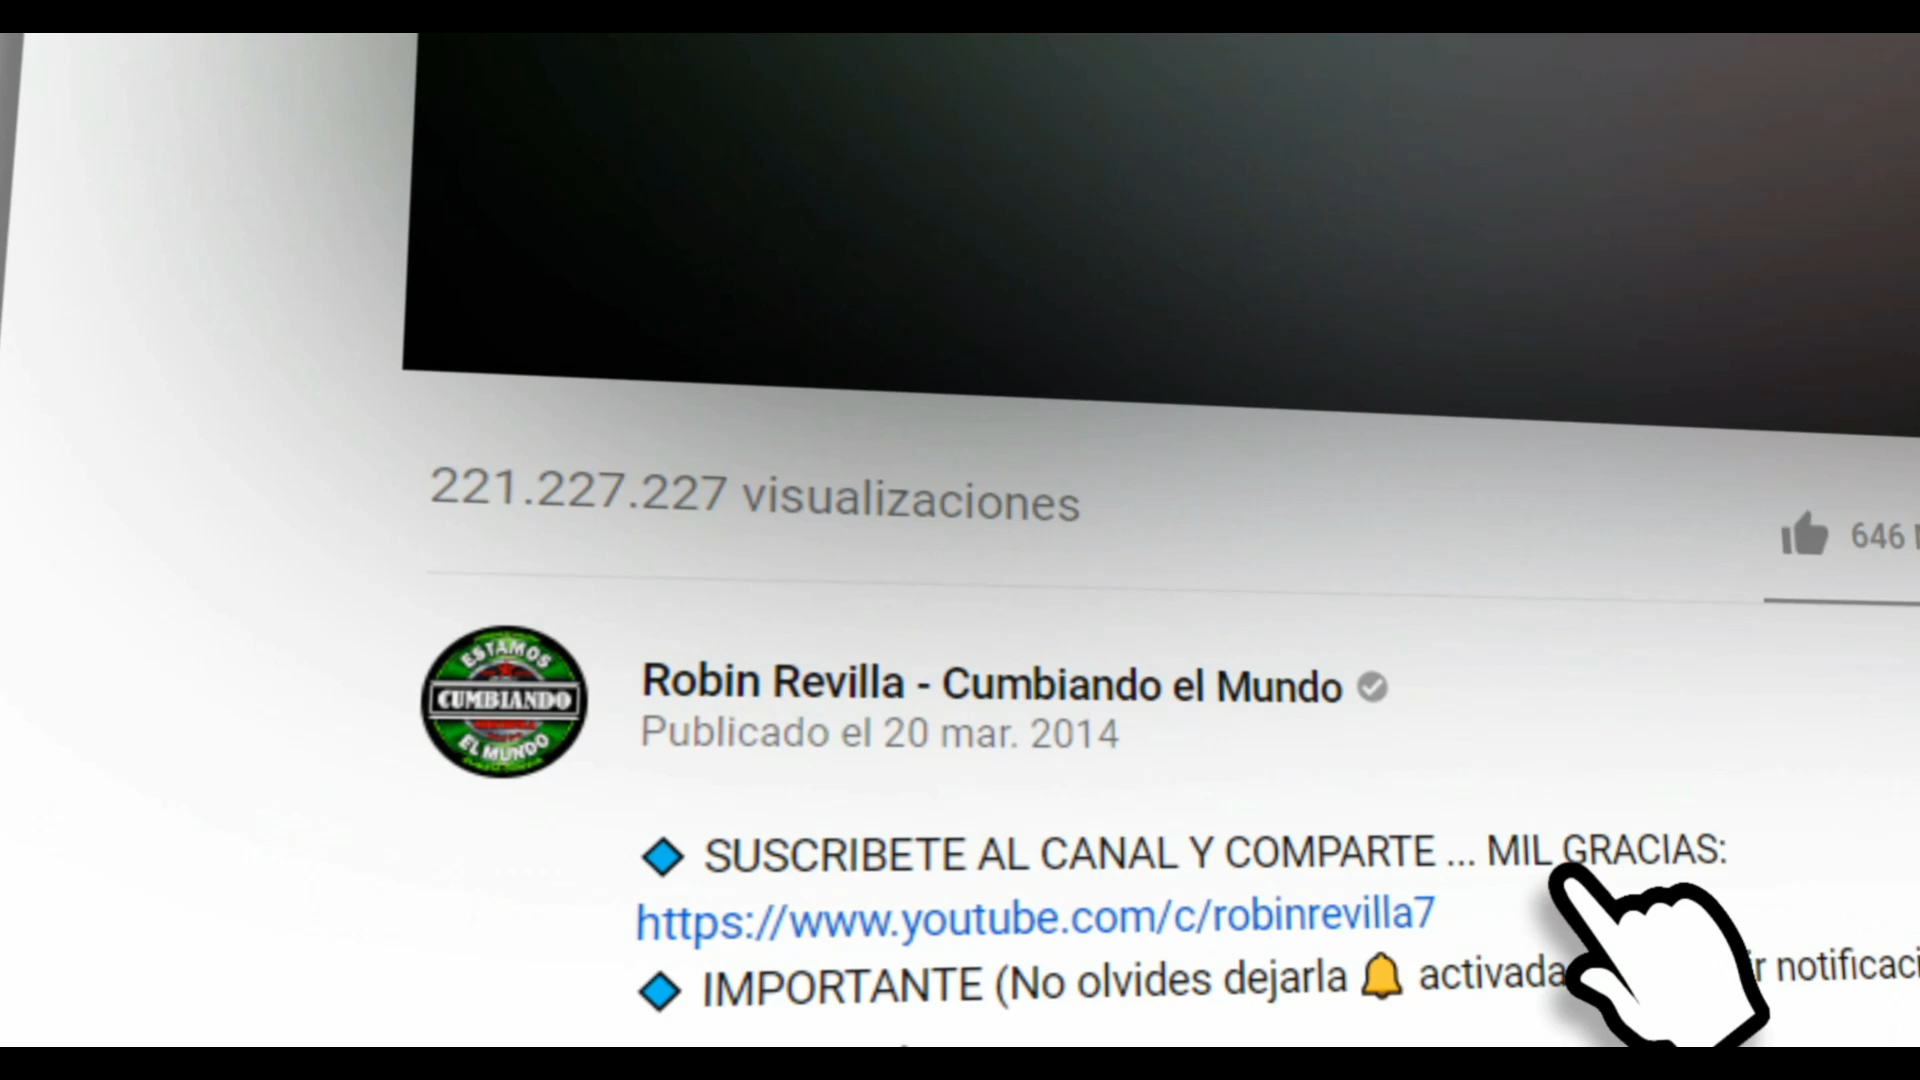 221.227.227 visualizaciones
646
ESTAMOS
CUMBIANDO
EL MUNDO
Robin Revilla - Cumbiando el Mundo
Publicado el 20 mar. 2014
SUSCRIBETE AL CANAL Y COMPARTE ... MIL GRACIAS:
https://www.youtube.com/c/robinrevilla7
IMPORTANTE (No olvides dejarla 🔔 activada